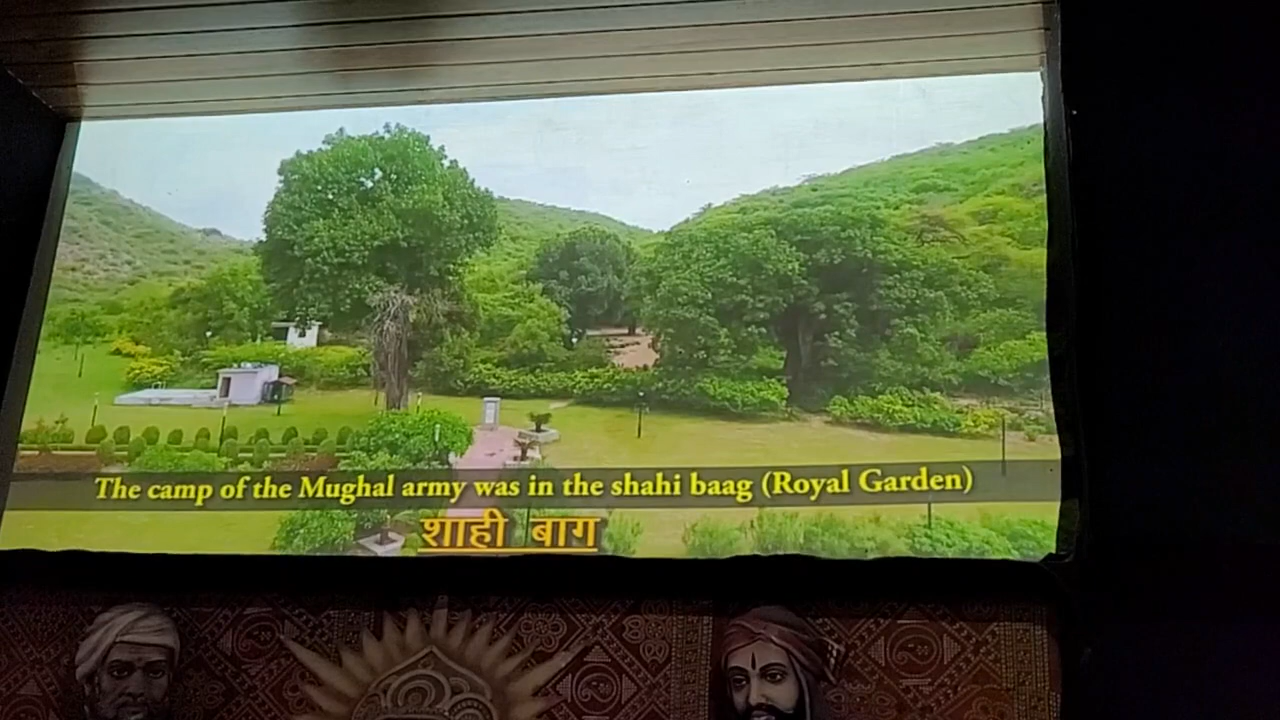 The camp of the Mughal army was in the shahi baag (Royal Garden)
शाही बाग